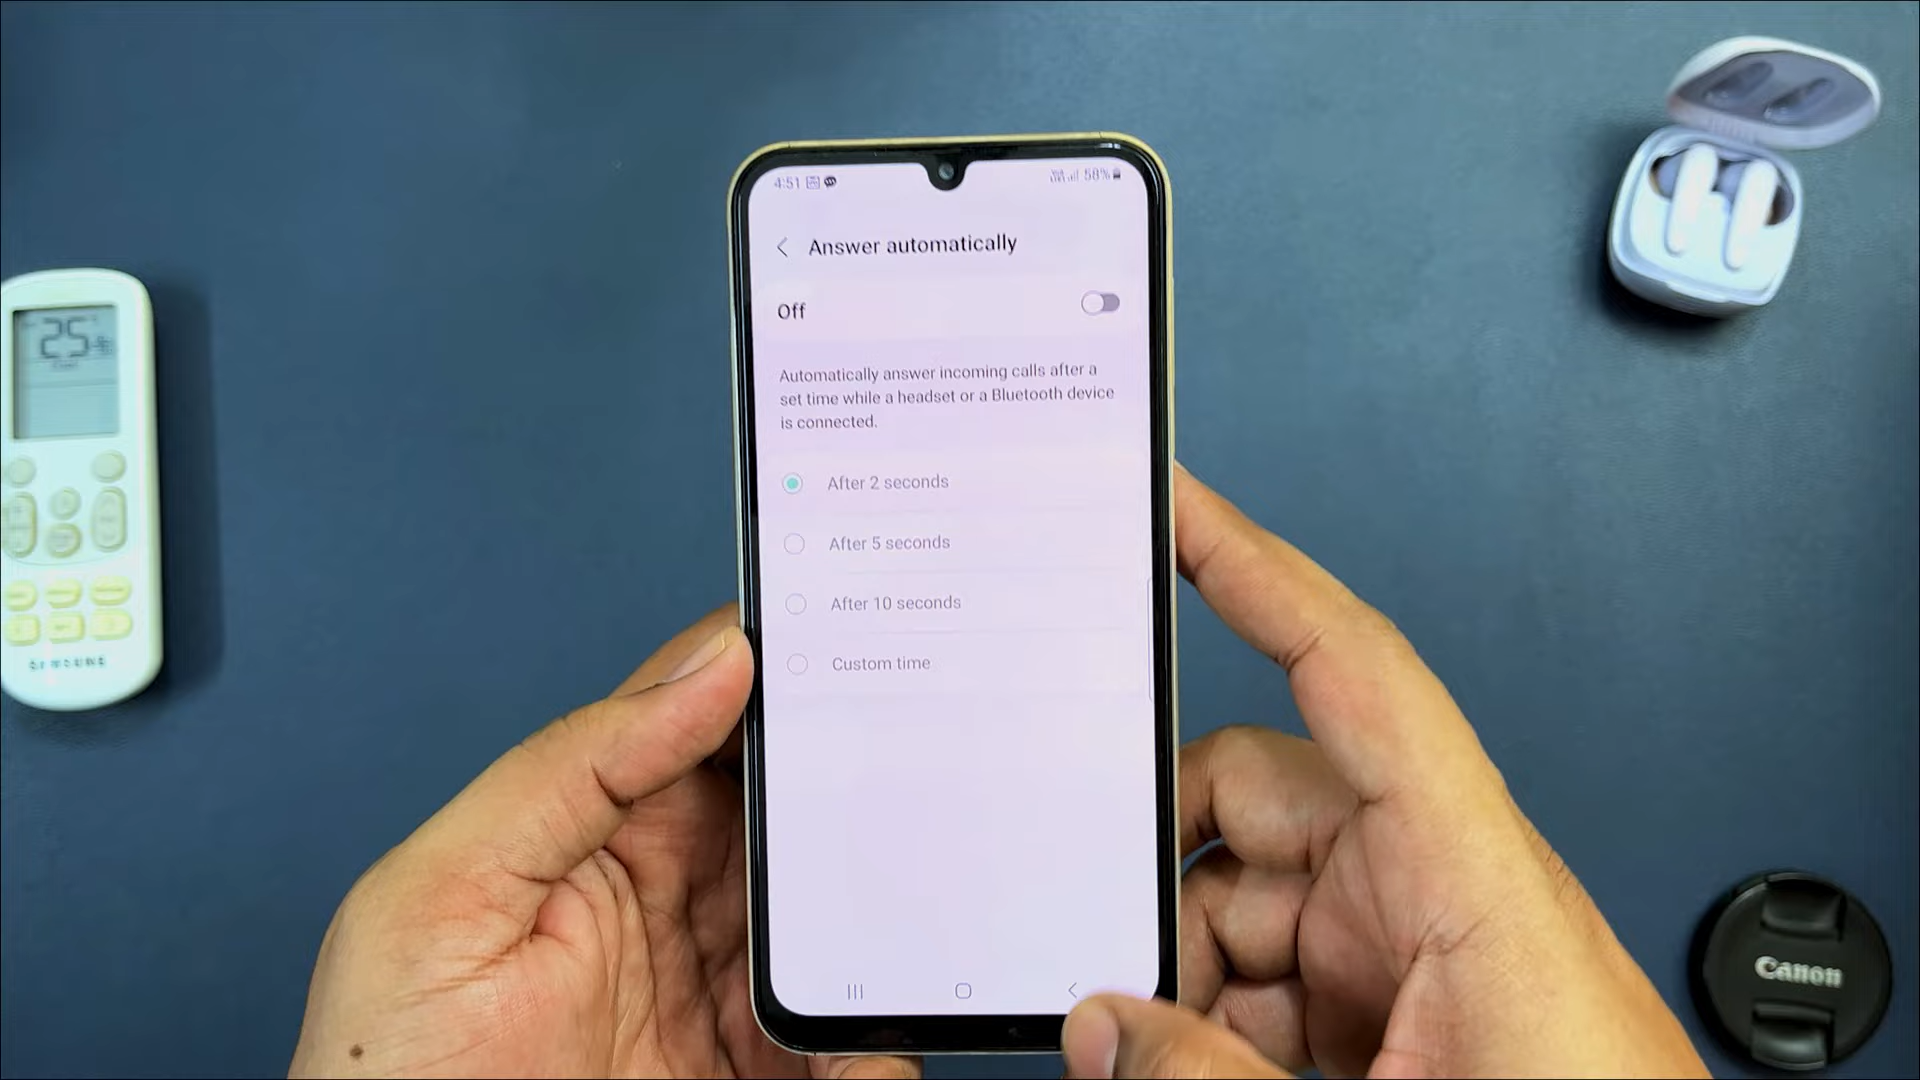 4:51
58%
Answer automatically
Off
Automatically answer incoming calls after a
set time while a headset or a Bluetooth device
is connected.
After 2 seconds
After 5 seconds
After 10 seconds
Custom time
25
SAMSUNG
Canon